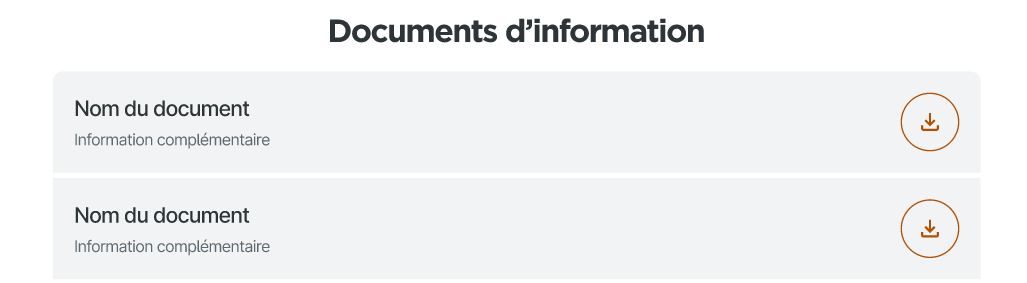 Documents d’information
Nom du document
Information complémentaire
Nom du document
Information complémentaire